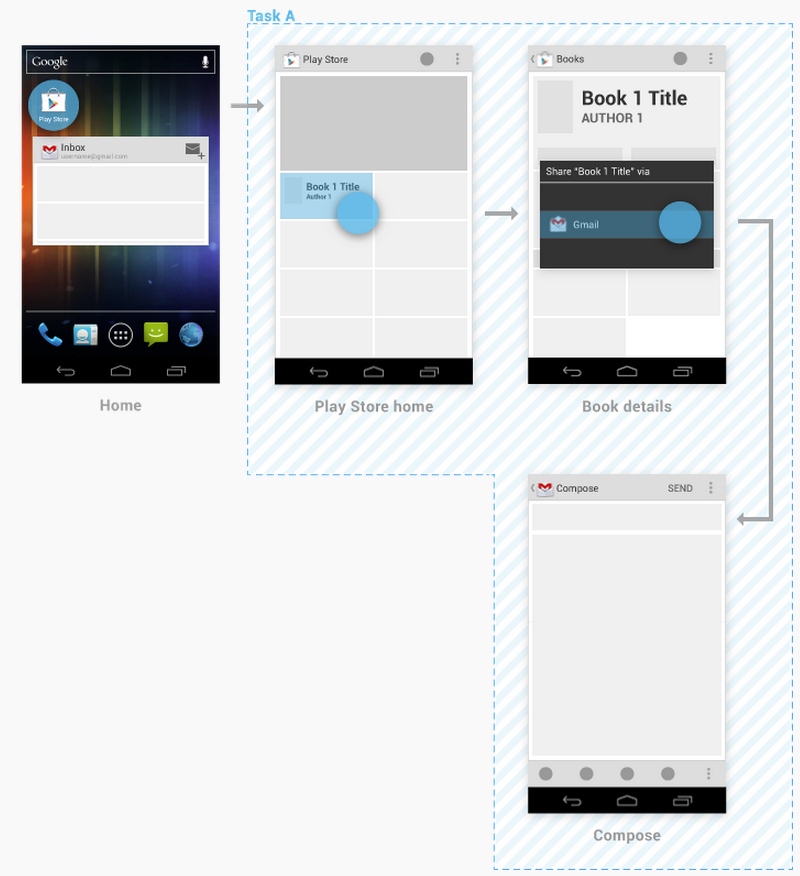 Task A
Google
Play Store
Inbox
username@gmail.com
Home
Play Store
Book 1 Title
Author 1
Play Store home
Books
Book 1 Title
AUTHOR 1
Share "Book 1 Title" via
Gmail
Book details
Compose
SEND
Compose